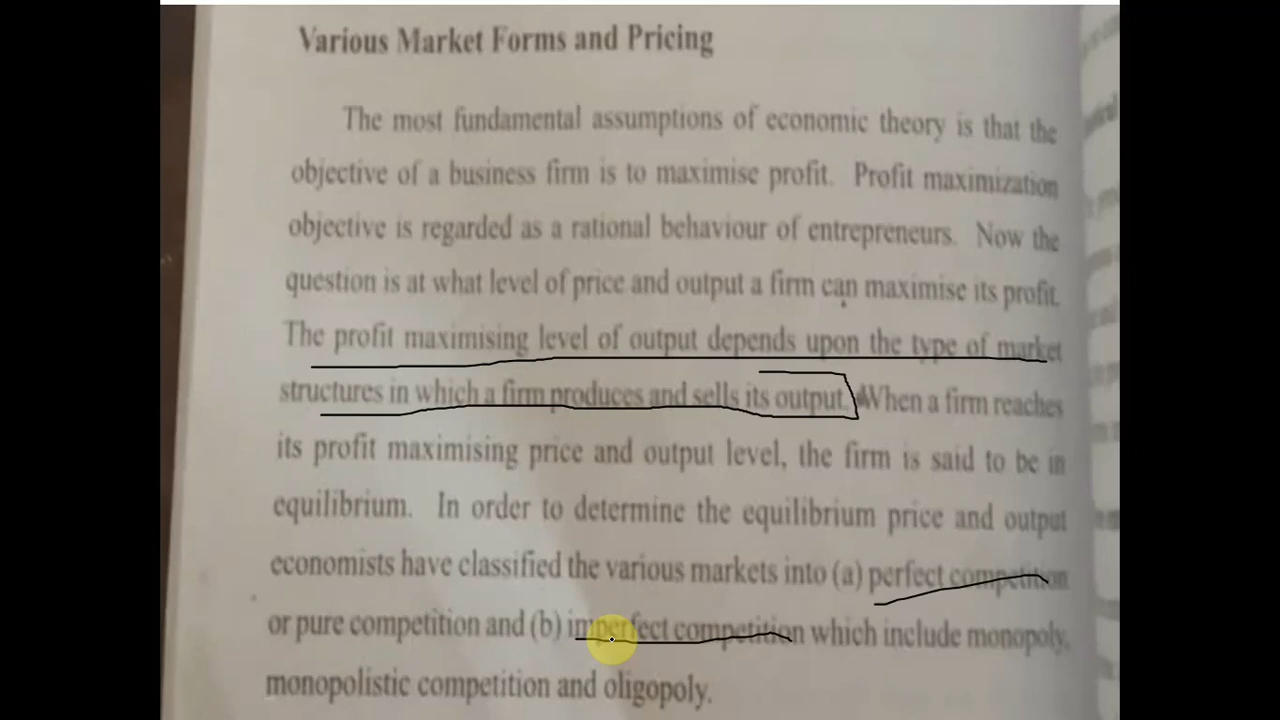 Various Market Forms and Pricing
The most fundamental assumptions of economic theory is that the
objective of a business firm is to maximise profit. Profit maximization
objective is regarded as a rational behaviour of entrepreneurs. Now the
question is at what level of price and output a firm can maximise its profit.
The profit maximising level of output depends upon the type of market
structures in which a firm produces and sells its output. When a firm reaches
its profit maximising price and output level, the firm is said to be in
equilibrium. In order to determine the equilibrium price and output
economists have classified the various markets into (a) perfect competition
or pure competition and (b) imperfect competition which include monopoly,
monopolistic competition and oligopoly.